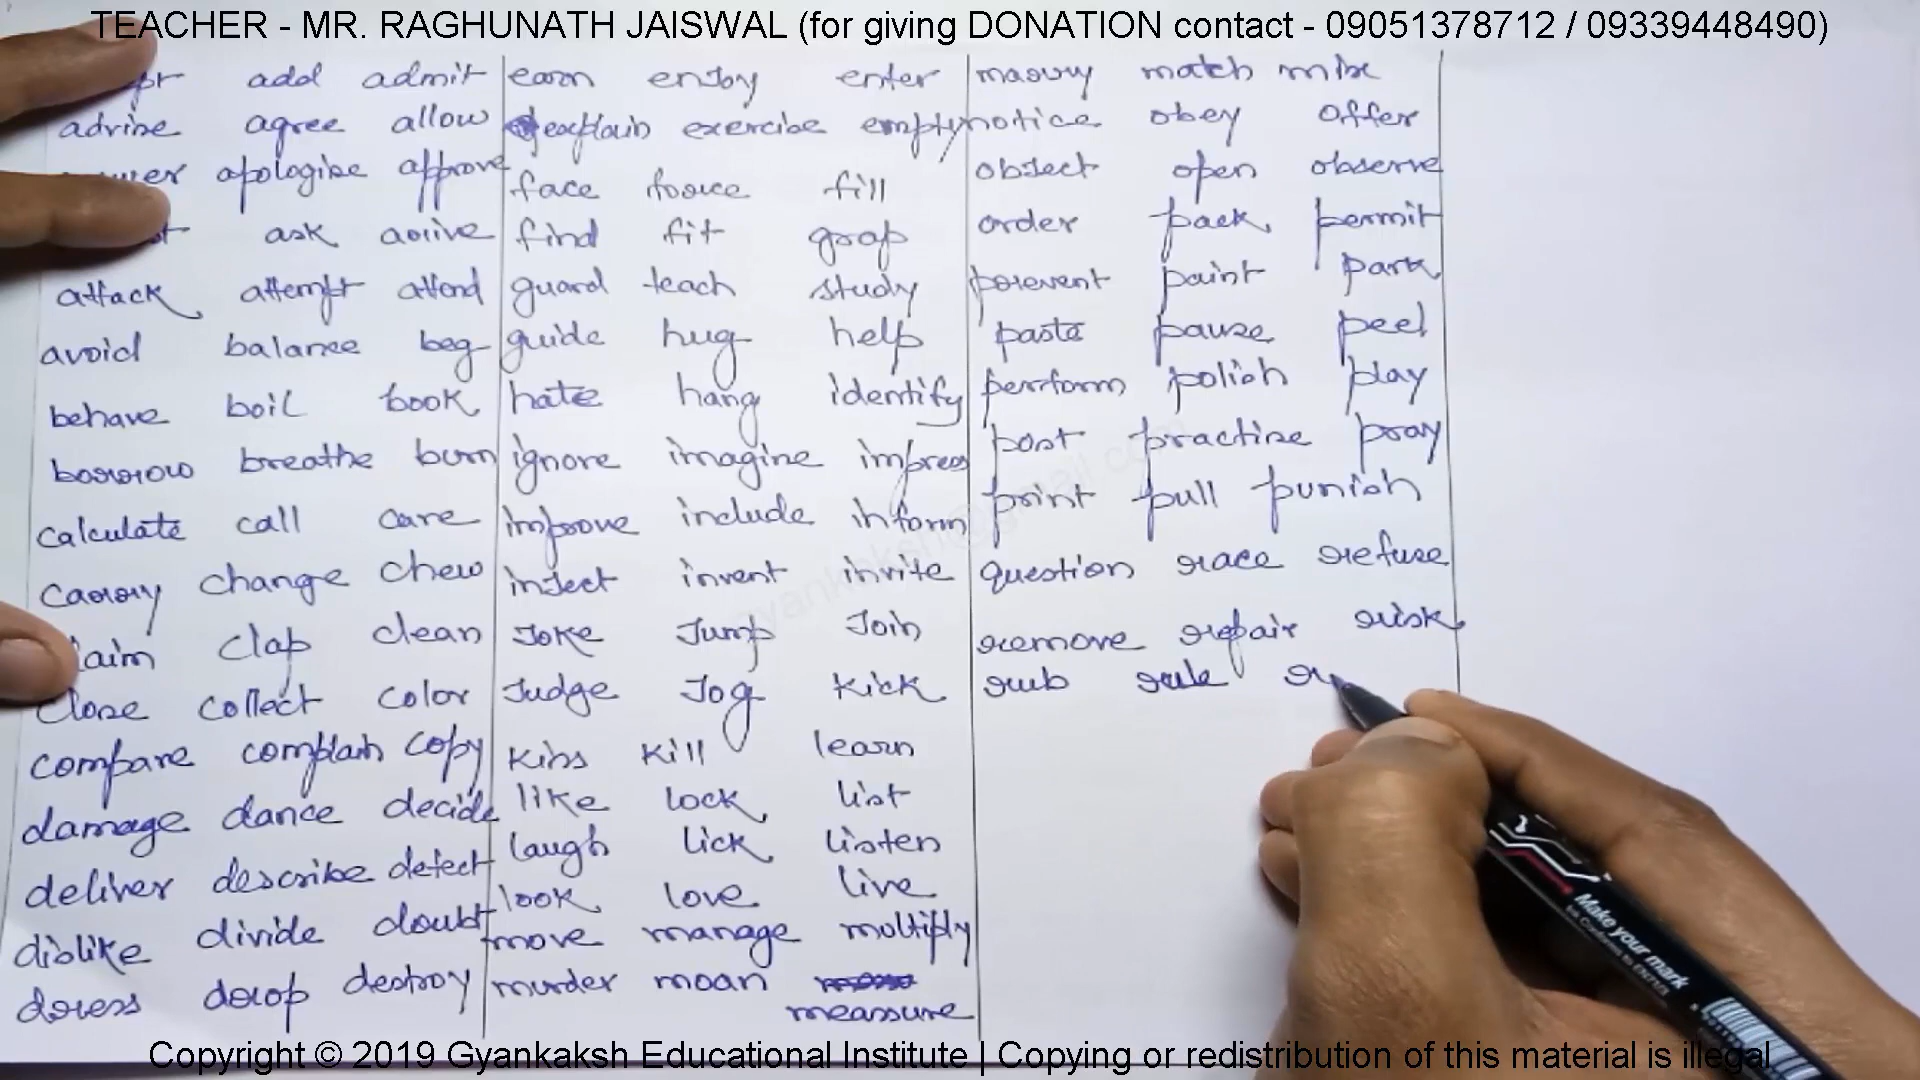 TEACHER - MR. RAGHUNATH JAISWAL (for giving DONATION contact - 09051378712 / 09339448490)
add admit
advise agree allow
apologise approve
ask arrive
attack attempt attend
avoid balance beg
behave boil book
borrow breathe burn
calculate call care
carry change chew
claim clap clean
close collect color
compare complain copy
damage dance decide
deliver describe detect
dislike divide doubt
dress drop destroy
earn enjoy enter
explain exercise empty
face force fill
find fit grap
guard teach study
guide hug help
hate hang identify
ignore imagine impress
improve include inform
inject invent invite
Joke Jump Join
Judge Jog kick
kiss kill learn
like lock list
laugh lick listen
look love live
move manage multiply
murder moan
meassure
marry match mix
notice obey offer
object open observe
order pack permit
prevent paint park
paste pause peel
perform polish play
post practise pray
print pull punish
question race refuse
remove repair risk
rub rule
gyankaksh@gmail.com
Copyright © 2019 Gyankaksh Educational Institute | Copying or redistribution of this material is illegal